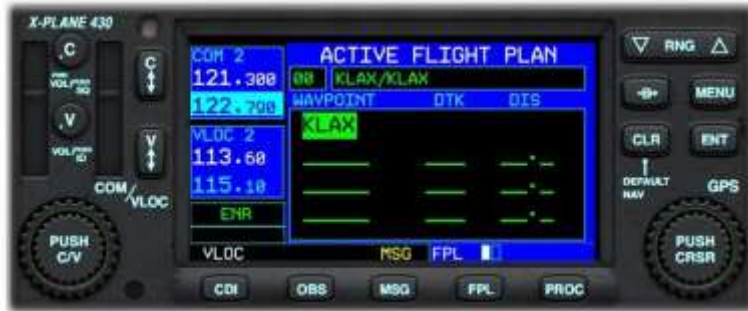 X-PLANE 430
.C
C
PUSH
VOL/PUSH
SQ
.V
V
VOL/PUSH
ID
COM/VLOC
PUSH
C/V
COM 2
121.300
122.790
VLOC 2
113.60
115.10
ENR
VLOC
ACTIVE FLIGHT PLAN
00 KLAX/KLAX
WAYPOINT DTK DIS
KLAX
MSG FPL
CDI OBS MSG FPL PROC
RNG
MENU
CLR ENT
DEFAULT
NAV
GPS
PUSH
CRSR